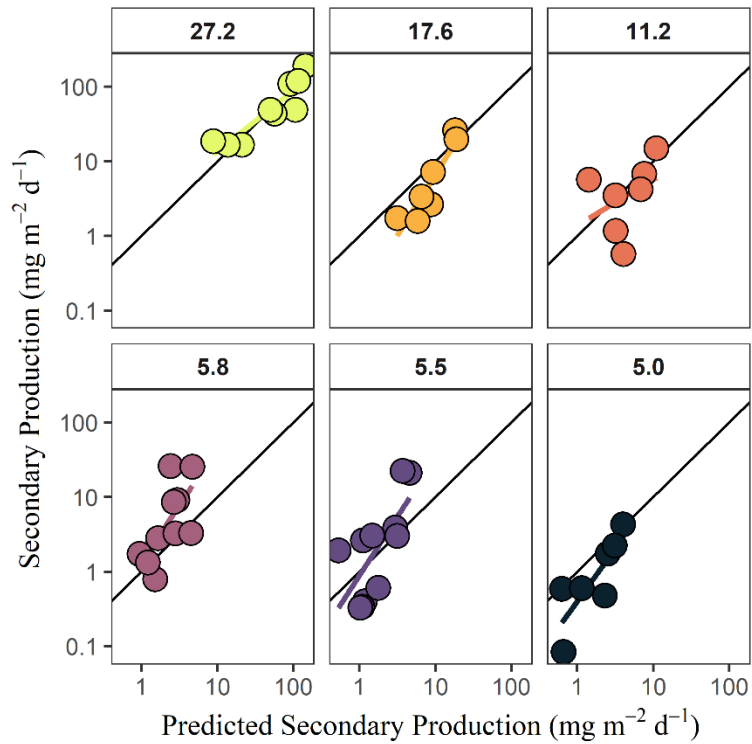 27.2 17.6 11.2
100
10
1
0.1
5.8 5.5 5.0
100
10
1
0.1
1 10 100 1 10 100 1 10 100
Secondary Production (mg m⁻² d⁻¹)
Predicted Secondary Production (mg m⁻² d⁻¹)